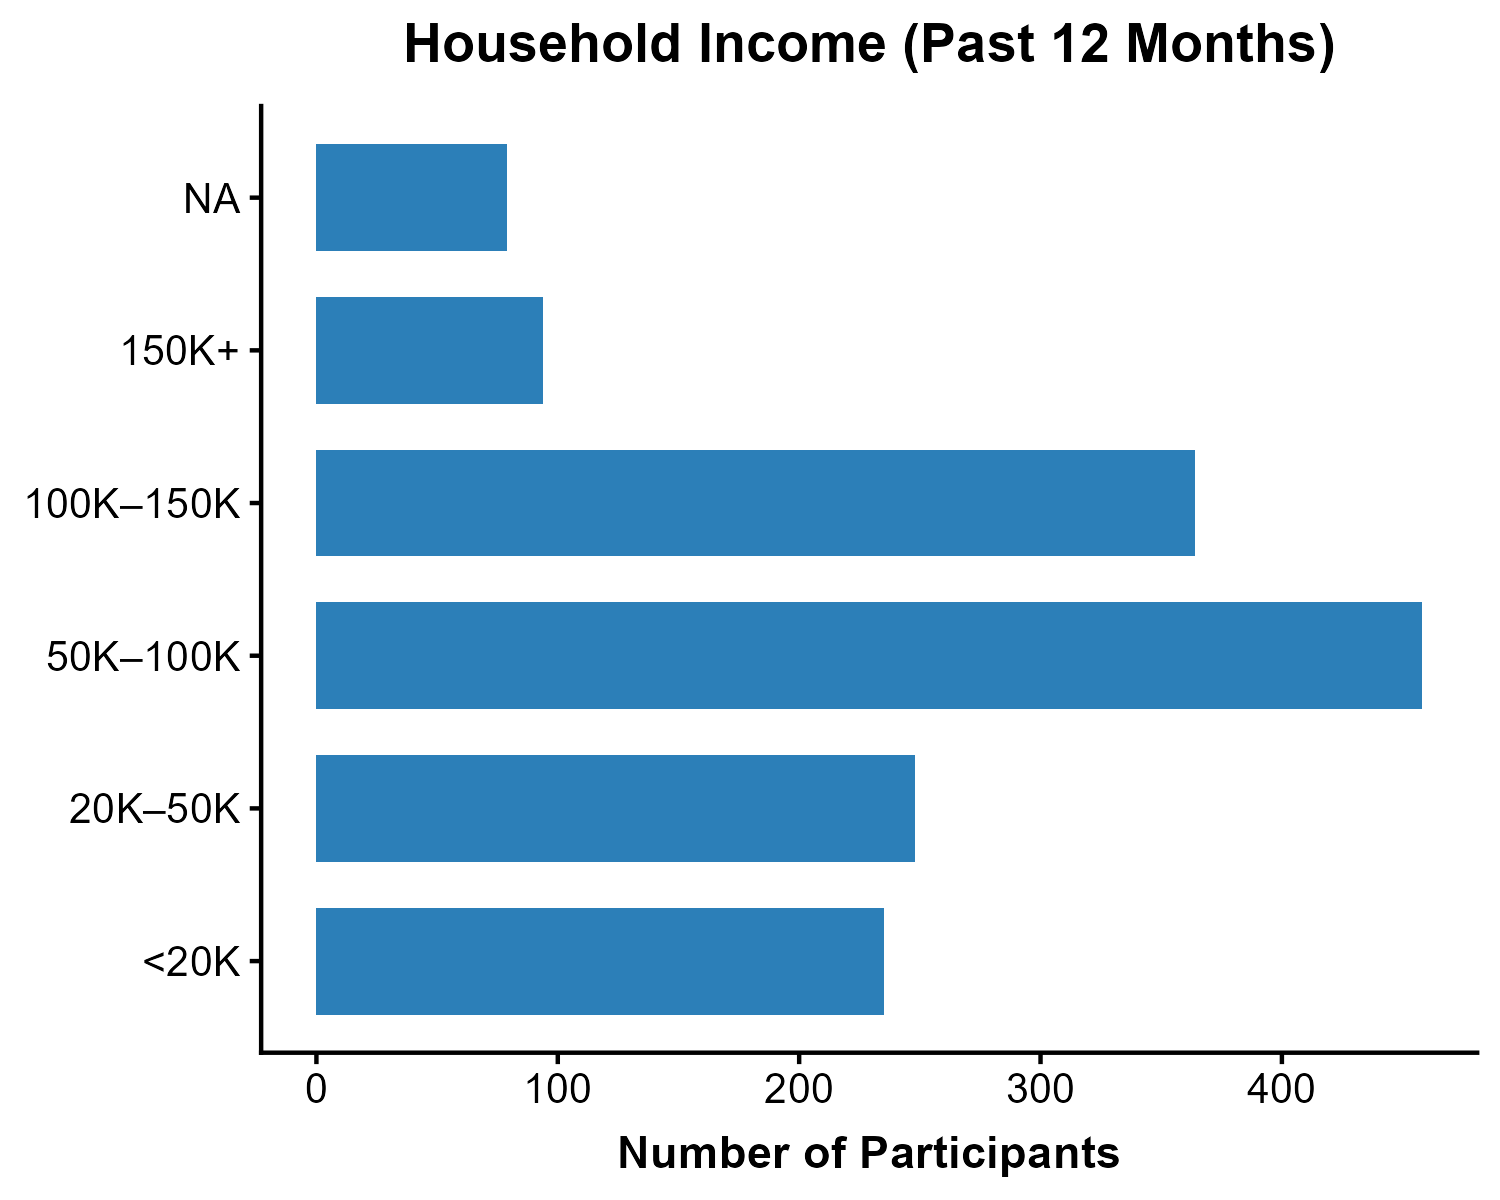 Household Income (Past 12 Months)
NA
150K+
100K–150K
50K–100K
20K–50K
<20K
0 100 200 300 400
Number of Participants